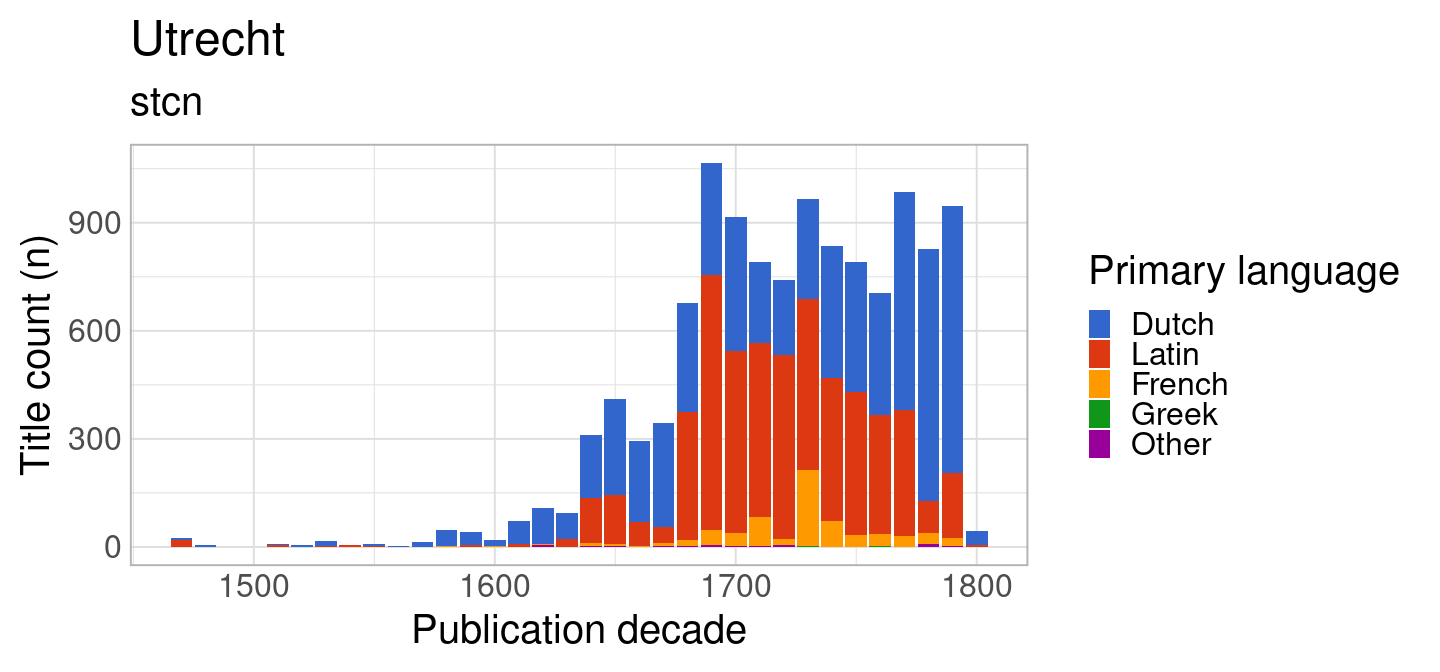 Utrecht
stcn
Title count (n)
900
600
300
0
1500 1600 1700 1800
Publication decade
Primary language
Dutch
Latin
French
Greek
Other